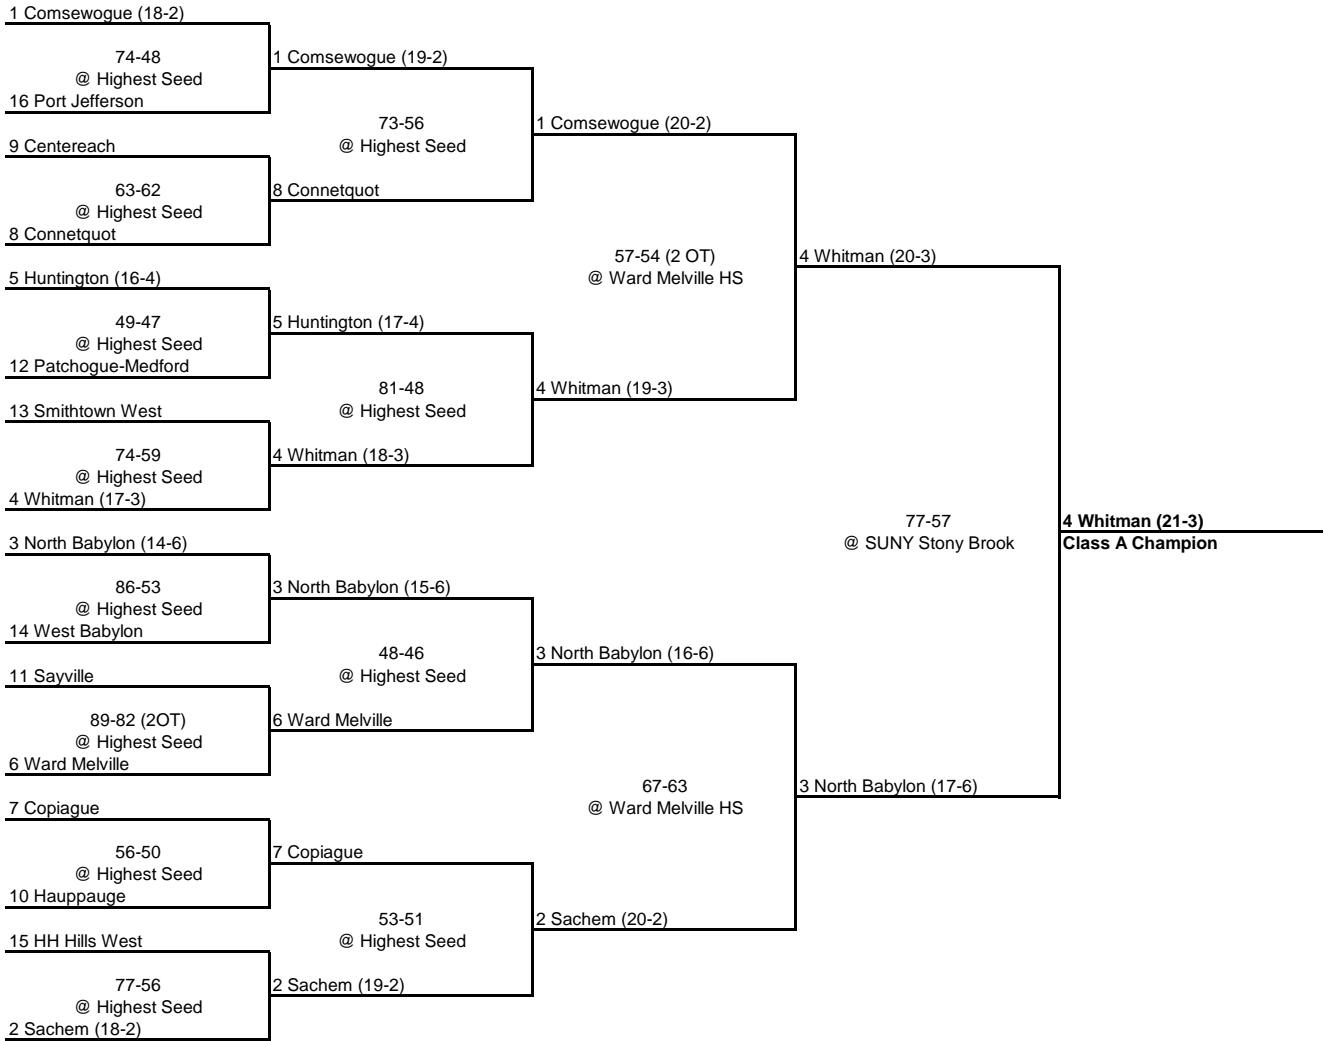 1 Comsewogue (18-2)
74-48
@ Highest Seed
16 Port Jefferson
9 Centereach
63-62
@ Highest Seed
8 Connetquot
5 Huntington (16-4)
49-47
@ Highest Seed
12 Patchogue-Medford
13 Smithtown West
74-59
@ Highest Seed
4 Whitman (17-3)
3 North Babylon (14-6)
86-53
@ Highest Seed
14 West Babylon
11 Sayville
89-82 (2OT)
@ Highest Seed
6 Ward Melville
7 Copiague
56-50
@ Highest Seed
10 Hauppauge
15 HH Hills West
77-56
@ Highest Seed
2 Sachem (18-2)
1 Comsewogue (19-2)
73-56
@ Highest Seed
8 Connetquot
5 Huntington (17-4)
81-48
@ Highest Seed
4 Whitman (18-3)
3 North Babylon (15-6)
48-46
@ Highest Seed
6 Ward Melville
7 Copiague
53-51
@ Highest Seed
2 Sachem (19-2)
1 Comsewogue (20-2)
57-54 (2 OT)
@ Ward Melville HS
4 Whitman (19-3)
3 North Babylon (16-6)
67-63
@ Ward Melville HS
2 Sachem (20-2)
4 Whitman (20-3)
77-57
@ SUNY Stony Brook
3 North Babylon (17-6)
4 Whitman (21-3)
Class A Champion